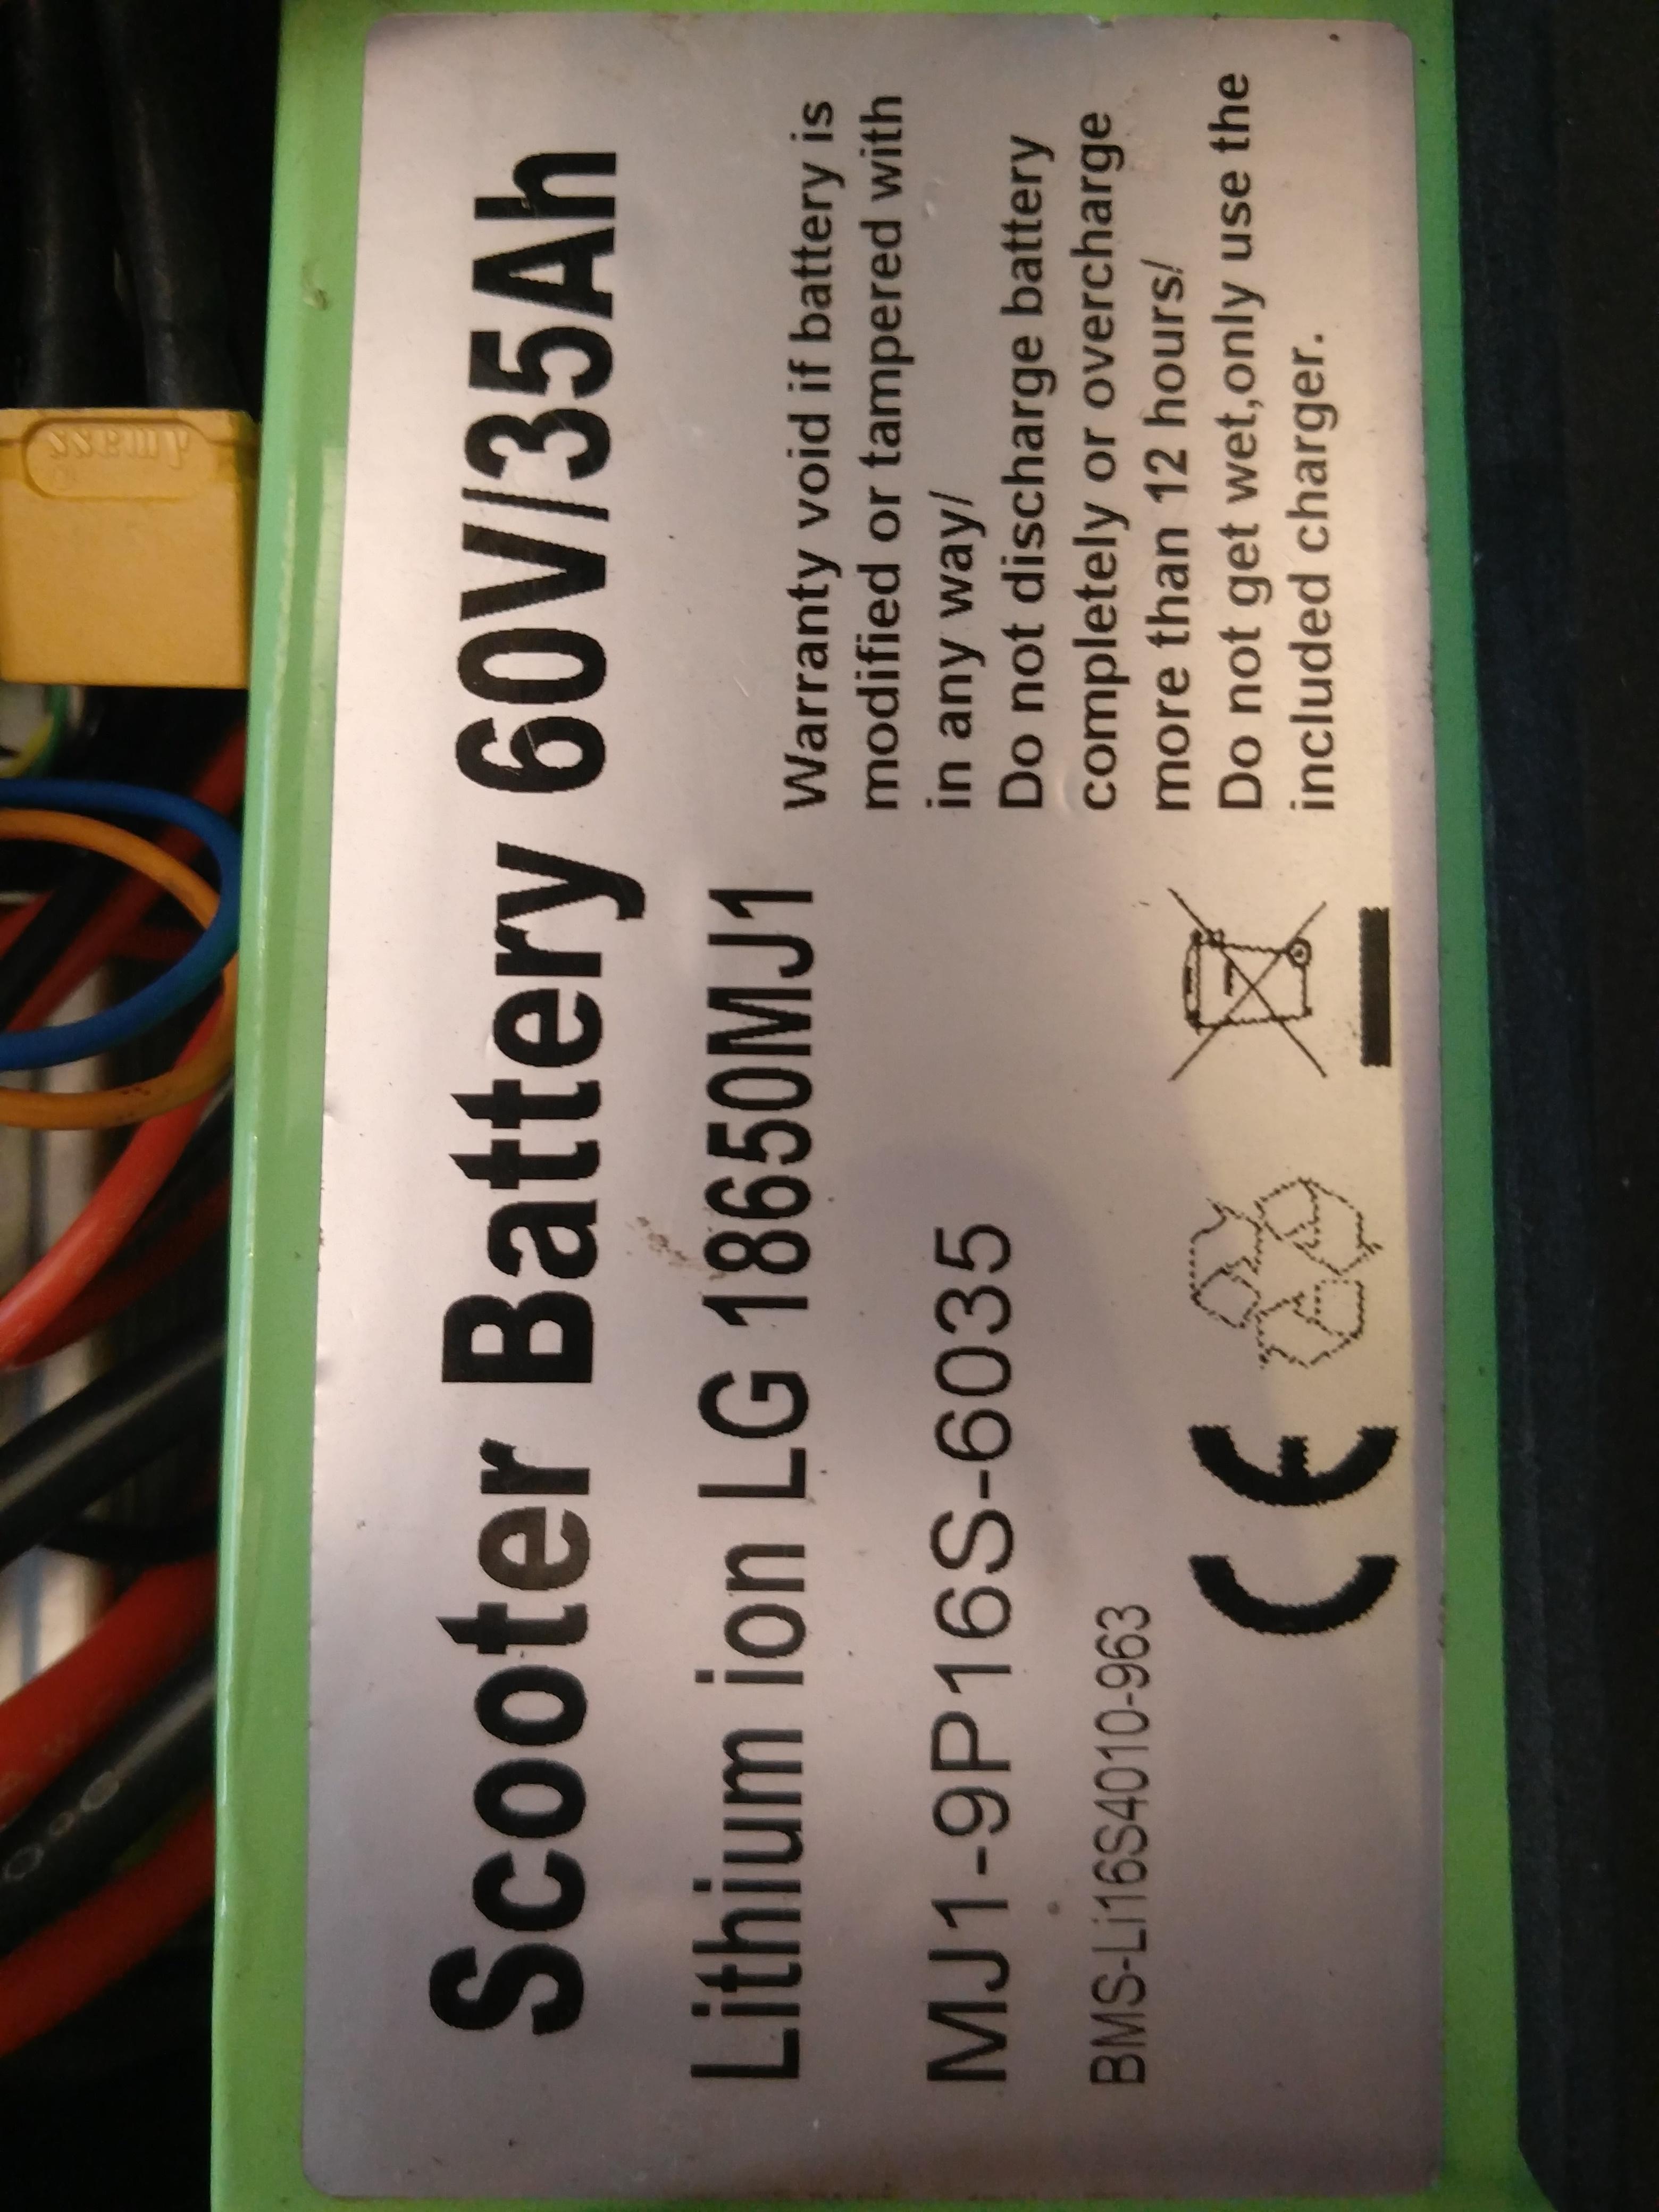 Scooter Battery 60V/35Ah
Lithium ion LG 18650MJ1
MJ1-9P16S-6035
BMS-Li16S4010-963
CE
Warranty void if battery is
modified or tampered with
in any way/
Do not discharge battery
completely or overcharge
more than 12 hours/
Do not get wet,only use the
included charger.
Amass